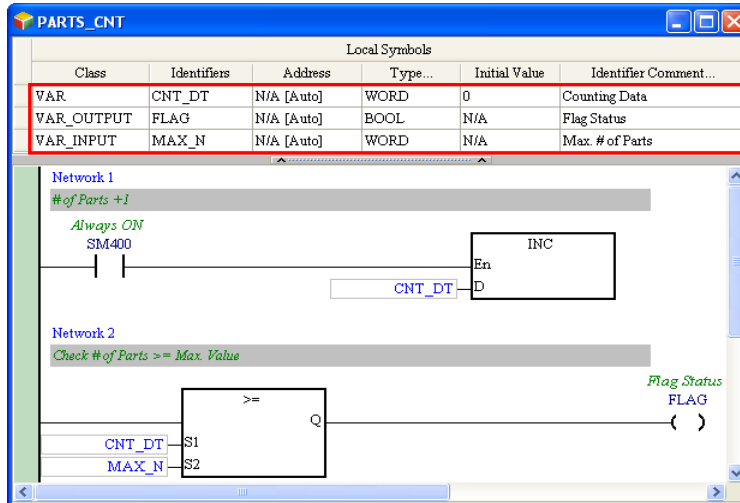 PARTS_CNT
Local Symbols
Class Identifiers Address Type... Initial Value Identifier Comment...
VAR CNT_DT N/A [Auto] WORD 0 Counting Data
VAR_OUTPUT FLAG N/A [Auto] BOOL N/A Flag Status
VAR_INPUT MAX_N N/A [Auto] WORD N/A Max. # of Parts
Network 1
# of Parts +1
Always ON
SM400
INC
En
CNT_DT D
Network 2
Check # of Parts >= Max. Value
Flag Status
FLAG
>=
Q
CNT_DT S1
MAX_N S2